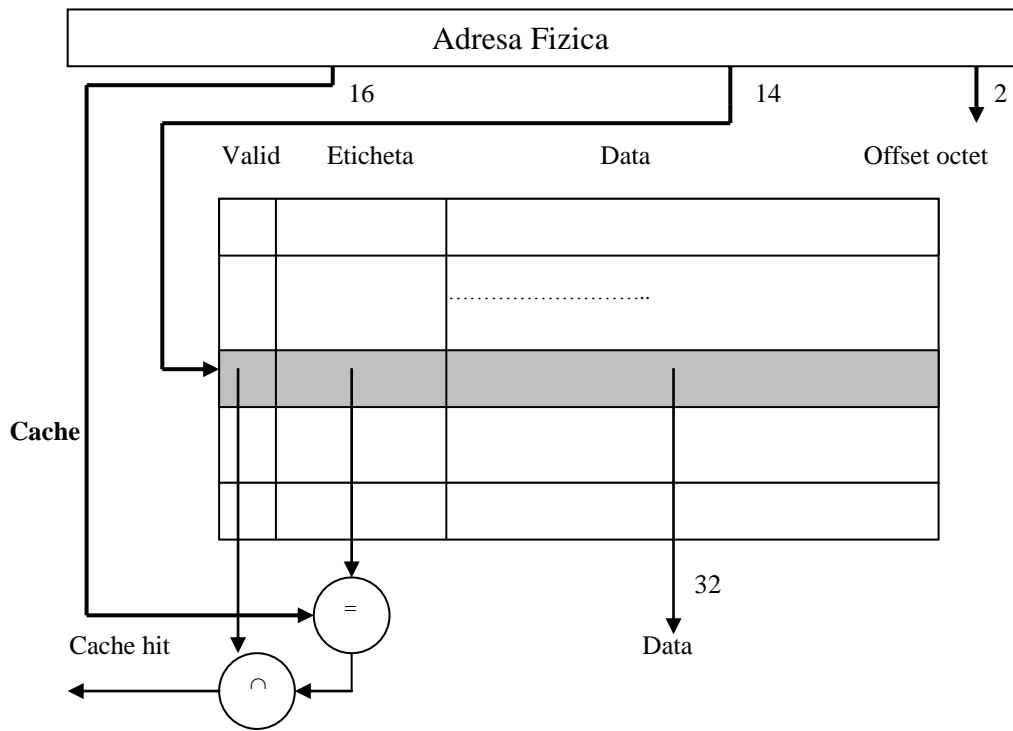 Adresa Fizica
16 14 2
Valid Eticheta Data Offset octet
………………………..
Cache
=
32
Cache hit Data
∩